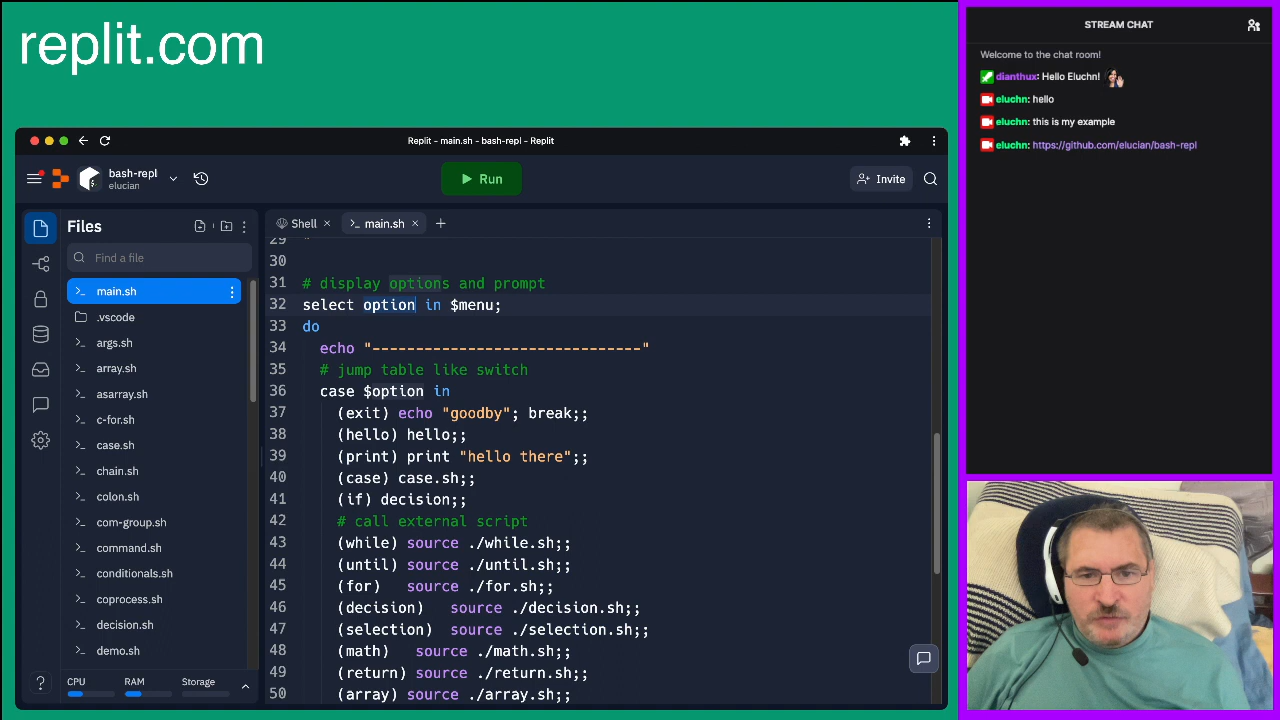 replit.com
Replit - main.sh - bash-repl - Replit
bash-repl
elucian
Run
Invite
Files
Find a file
main.sh
.vscode
args.sh
array.sh
asarray.sh
c-for.sh
case.sh
chain.sh
colon.sh
com-group.sh
command.sh
conditionals.sh
coprocess.sh
decision.sh
demo.sh
CPU RAM Storage
Shell
main.sh
29 "
30
31 # display options and prompt
32 select option in $menu;
33 do
34 echo "-------------------------------"
35 # jump table like switch
36 case $option in
37 (exit) echo "goodby"; break;;
38 (hello) hello;;
39 (print) print "hello there";;
40 (case) case.sh;;
41 (if) decision;;
42 # call external script
43 (while) source ./while.sh;;
44 (until) source ./until.sh;;
45 (for) source ./for.sh;;
46 (decision) source ./decision.sh;;
47 (selection) source ./selection.sh;;
48 (math) source ./math.sh;;
49 (return) source ./return.sh;;
50 (array) source ./array.sh;;
STREAM CHAT
Welcome to the chat room!
dianthux: Hello Eluchn!
eluchn: hello
eluchn: this is my example
eluchn: https://github.com/elucian/bash-repl